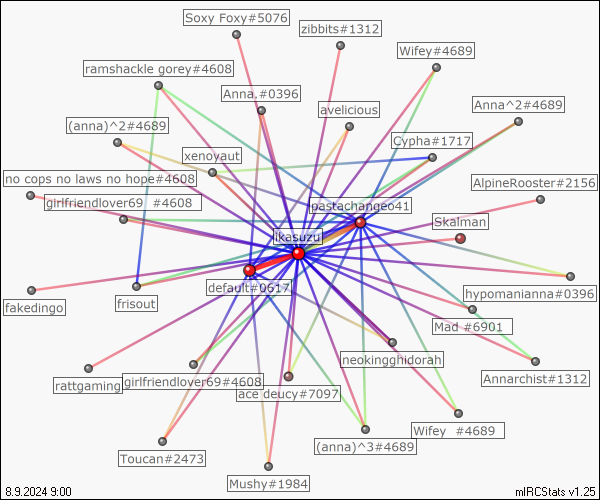 Soxy Foxy#5076
zibbits#1312
Wifey#4689
ramshackle gorey#4608
Anna.#0396
avelicious
Anna^2#4689
(anna)^2#4689
Cypha#1717
xenoyaut
no cops no laws no hope#4608
AlpineRooster#2156
girlfriendlover69 #4608
pastachange641
Skalman
ikasuzu
default#0617
hypomanianna#0396
fakedingo
frisout
Mad #6901
neokingghidorah
rattgaming
girlfriendlover69#4608
Annarchist#1312
ace deucy#7097
Wifey #4689
(anna)^3#4689
Toucan#2473
Mushy#1984
8.9.2024 9:00
mIRCStats v1.25